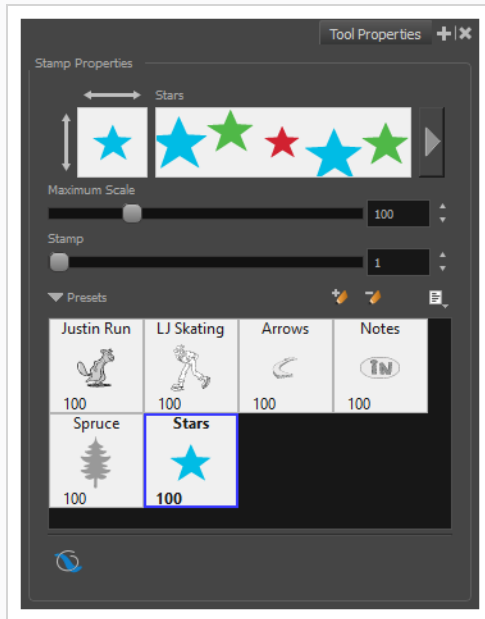 Tool Properties
Stamp Properties
Stars
Maximum Scale
100
Stamp
1
Presets
Justin Run LJ Skating Arrows Notes
IN
100 100 100 100
Spruce Stars
100 100